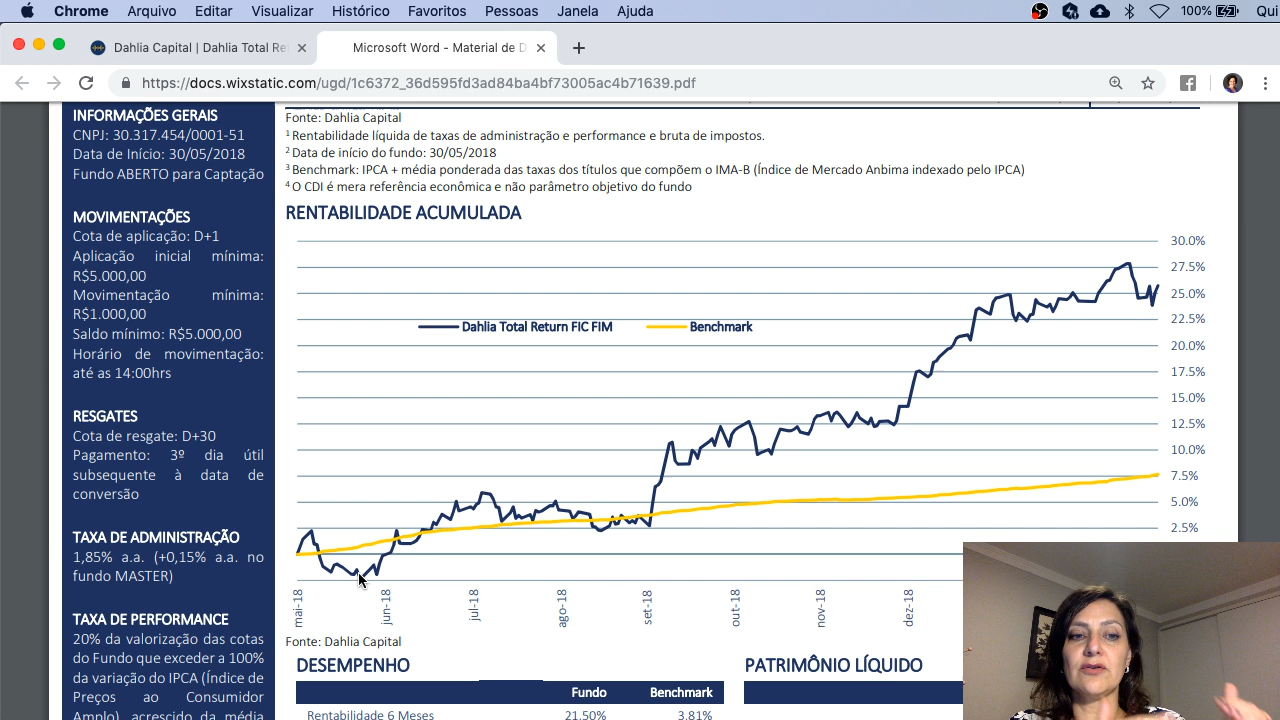 Chrome Arquivo Editar Visualizar Histórico Favoritos Pessoas Janela Ajuda 100% Qui
Dahlia Capital | Dahlia Total Re
Microsoft Word - Material de D
https://docs.wixstatic.com/ugd/1c6372_36d595fd3ad84ba4bf73005ac4b71639.pdf
INFORMAÇÕES GERAIS
CNPJ: 30.317.454/0001-51
Data de Início: 30/05/2018
Fundo ABERTO para Captação
MOVIMENTAÇÕES
Cota de aplicação: D+1
Aplicação inicial mínima:
R$5.000,00
Movimentação mínima:
R$1.000,00
Saldo mínimo: R$5.000,00
Horário de movimentação:
até as 14:00hrs
RESGATES
Cota de resgate: D+30
Pagamento: 3º dia útil
subsequente à data de
conversão
TAXA DE ADMINISTRAÇÃO
1,85% a.a. (+0,15% a.a. no
fundo MASTER)
TAXA DE PERFORMANCE
20% da valorização das cotas
do Fundo que exceder a 100%
da variação do IPCA (Índice de
Preços ao Consumidor
Amplo), acrescido da média
Fonte: Dahlia Capital
¹ Rentabilidade líquida de taxas de administração e performance e bruta de impostos.
² Data de início do fundo: 30/05/2018
³ Benchmark: IPCA + média ponderada das taxas dos títulos que compõem o IMA-B (Índice de Mercado Anbima indexado pelo IPCA)
⁴ O CDI é mera referência econômica e não parâmetro objetivo do fundo
RENTABILIDADE ACUMULADA
30.0%
27.5%
25.0%
22.5%
20.0%
17.5%
15.0%
12.5%
10.0%
7.5%
5.0%
2.5%
Dahlia Total Return FIC FIM Benchmark
mai-18 jun-18 jul-18 ago-18 set-18 out-18 nov-18 dez-18
Fonte: Dahlia Capital
DESEMPENHO
Fundo Benchmark
Rentabilidade 6 Meses 21.50% 3.81%
PATRIMÔNIO LÍQUIDO